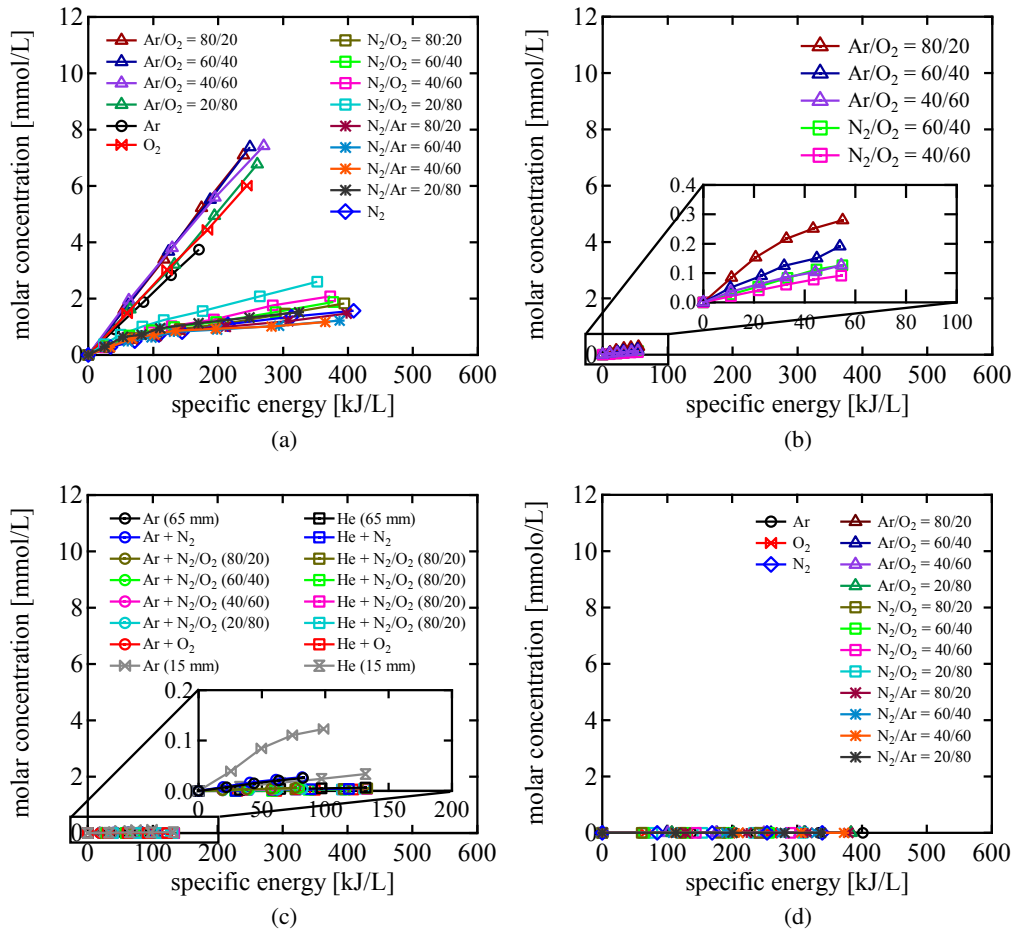 12
10
8
6
4
2
0
molar concentration [mmol/L]
Ar/O2 = 80/20
Ar/O2 = 60/40
Ar/O2 = 40/60
Ar/O2 = 20/80
Ar
O2
N2/O2 = 80:20
N2/O2 = 60/40
N2/O2 = 40/60
N2/O2 = 20/80
N2/Ar = 80/20
N2/Ar = 60/40
N2/Ar = 40/60
N2/Ar = 20/80
N2
0 100 200 300 400 500 600
specific energy [kJ/L]
(a)
12
10
8
6
4
2
0
molar concentration [mmol/L]
Ar/O2 = 80/20
Ar/O2 = 60/40
Ar/O2 = 40/60
N2/O2 = 60/40
N2/O2 = 40/60
0.4
0.3
0.2
0.1
0.0
0 20 40 60 80 100
0 100 200 300 400 500 600
specific energy [kJ/L]
(b)
12
10
8
6
4
2
0
molar concentration [mmol/L]
Ar (65 mm)
Ar + N2
Ar + N2/O2 (80/20)
Ar + N2/O2 (60/40)
Ar + N2/O2 (40/60)
Ar + N2/O2 (20/80)
Ar + O2
Ar (15 mm)
He (65 mm)
He + N2
He + N2/O2 (80/20)
He + N2/O2 (80/20)
He + N2/O2 (80/20)
He + N2/O2 (80/20)
He + O2
He (15 mm)
0.2
0.1
0.0
0 50 100 150 200
0 100 200 300 400 500 600
specific energy [kJ/L]
(c)
12
10
8
6
4
2
0
molar concentration [mmolo/L]
Ar
O2
N2
Ar/O2 = 80/20
Ar/O2 = 60/40
Ar/O2 = 40/60
Ar/O2 = 20/80
N2/O2 = 80/20
N2/O2 = 60/40
N2/O2 = 40/60
N2/O2 = 20/80
N2/Ar = 80/20
N2/Ar = 60/40
N2/Ar = 40/60
N2/Ar = 20/80
0 100 200 300 400 500 600
specific energy [kJ/L]
(d)